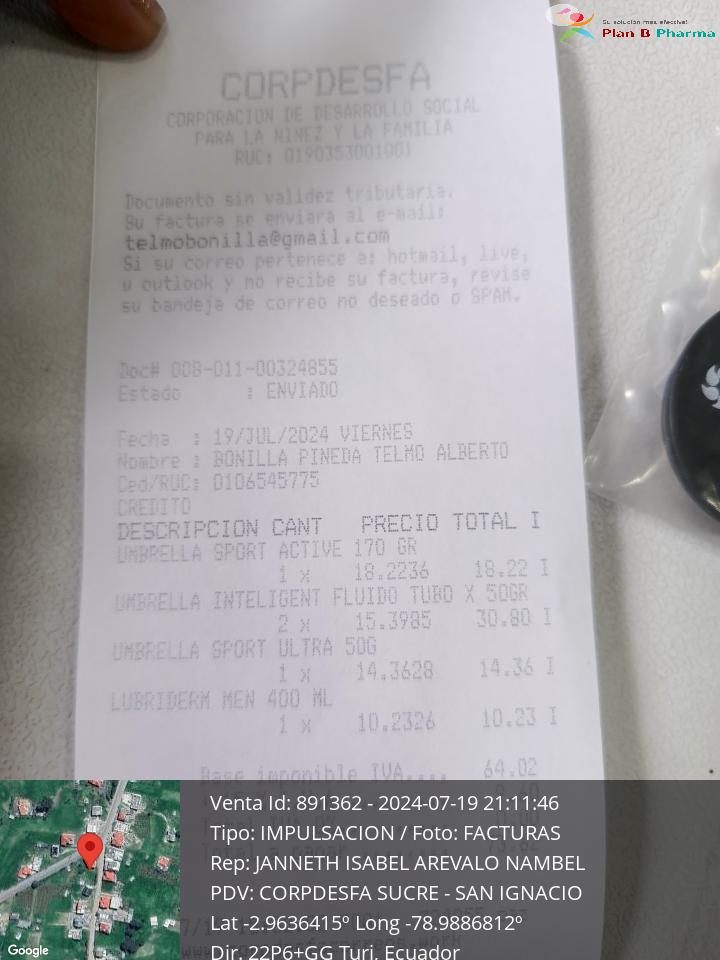 Su solución más efectiva!
Plan B Pharma
CORPDESFA
CORPORACION DE DESARROLLO SOCIAL
PARA LA NINEZ Y LA FAMILIA
RUC: 0190353001001
Documento sin validez tributaria.
Su factura se enviara al e-mail:
telmobonilla@gmail.com
Si su correo pertenece a: hotmail, live,
u outlook y no recibe su factura, revise
su bandeja de correo no deseado o SPAM.
Doc# 008-011-00324855
Estado : ENVIADO
Fecha : 19/JUL/2024 VIERNES
Nombre : BONILLA PINEDA TELMO ALBERTO
Ced/RUC: 0106545775
CREDITO
DESCRIPCION CANT PRECIO TOTAL I
UMBRELLA SPORT ACTIVE 170 GR
1 x 18.2236 18.22 I
UMBRELLA INTELIGENT FLUIDO TUBO X 50GR
2 x 15.3985 30.80 I
UMBRELLA SPORT ULTRA 50G
1 x 14.3628 14.36 I
LUBRIDERM MEN 400 ML
1 x 10.2326 10.23 I
Base imponible IVA.... 64.02
Venta Id: 891362 - 2024-07-19 21:11:46
Tipo: IMPULSACION / Foto: FACTURAS
Rep: JANNETH ISABEL AREVALO NAMBEL
PDV: CORPDESFA SUCRE - SAN IGNACIO
Lat -2.9636415º Long -78.9886812º
Dir. 22P6+GG Turi, Ecuador
Google